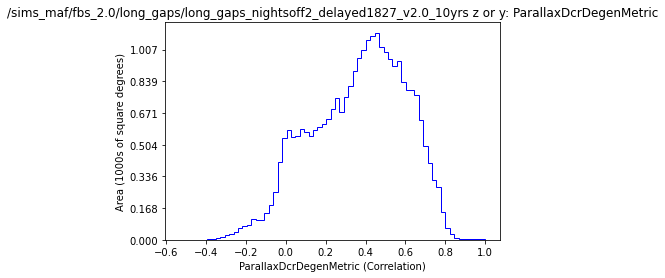 /sims_maf/fbs_2.0/long_gaps/long_gaps_nightsoff2_delayed1827_v2.0_10yrs z or y: ParallaxDcrDegenMetric
Area (1000s of square degrees)
1.007
0.839
0.671
0.504
0.336
0.168
0.000
−0.6 −0.4 −0.2 0.0 0.2 0.4 0.6 0.8 1.0
ParallaxDcrDegenMetric (Correlation)